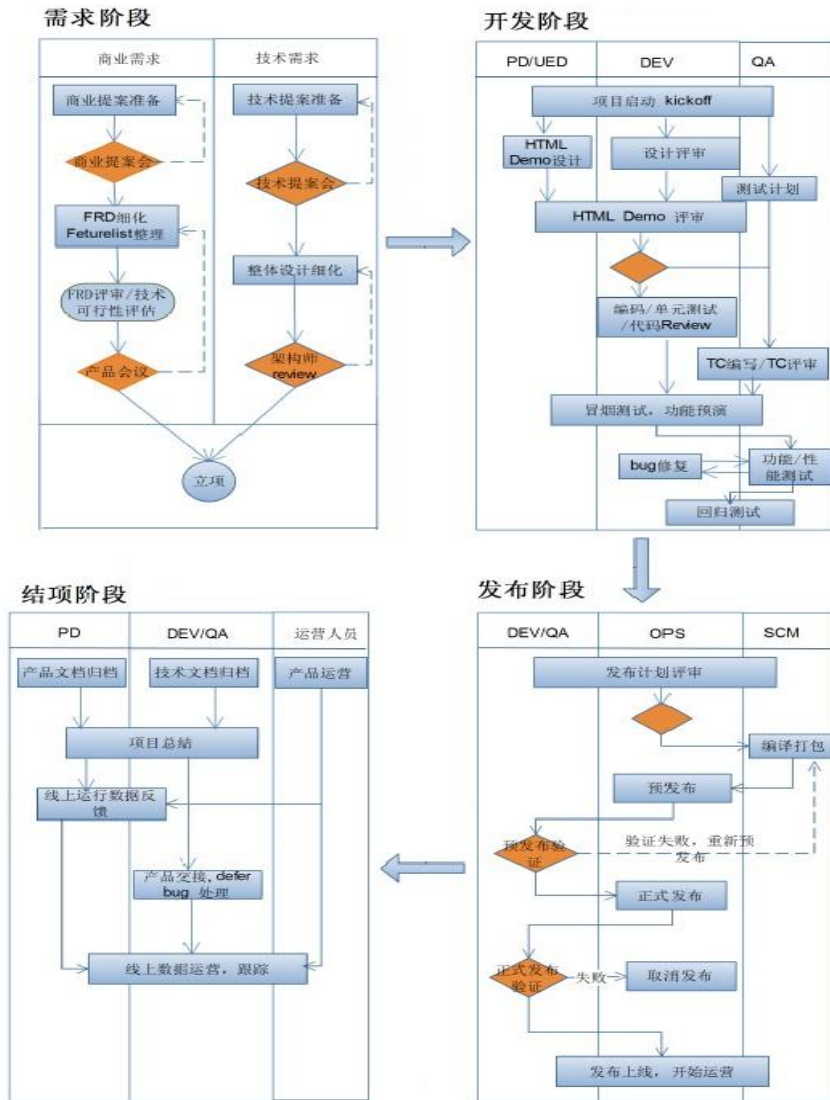 需求阶段
商业需求
技术需求
商业提案准备
技术提案准备
商业提案会
技术提案会
FRD细化
Feturelist整理
整体设计细化
FRD评审/技术
可行性评估
产品会议
架构师
review
立项
开发阶段
PD/UED
DEV
QA
项目启动 kickoff
HTML
Demo设计
设计评审
测试计划
HTML Demo 评审
编码/单元测试
/代码Review
TC编写/TC评审
冒烟测试，功能预演
bug修复
功能/性
能测试
回归测试
结项阶段
PD
DEV/QA
运营人员
产品文档归档
技术文档归档
产品运营
项目总结
线上运行数据反
馈
产品交接，defer
bug 处理
线上数据运营，跟踪
发布阶段
DEV/QA
OPS
SCM
发布计划评审
编译打包
预发布
预发布验
证
验证失败，重新预
发布
正式发布
正式发布
验证
失败
取消发布
发布上线，开始运营